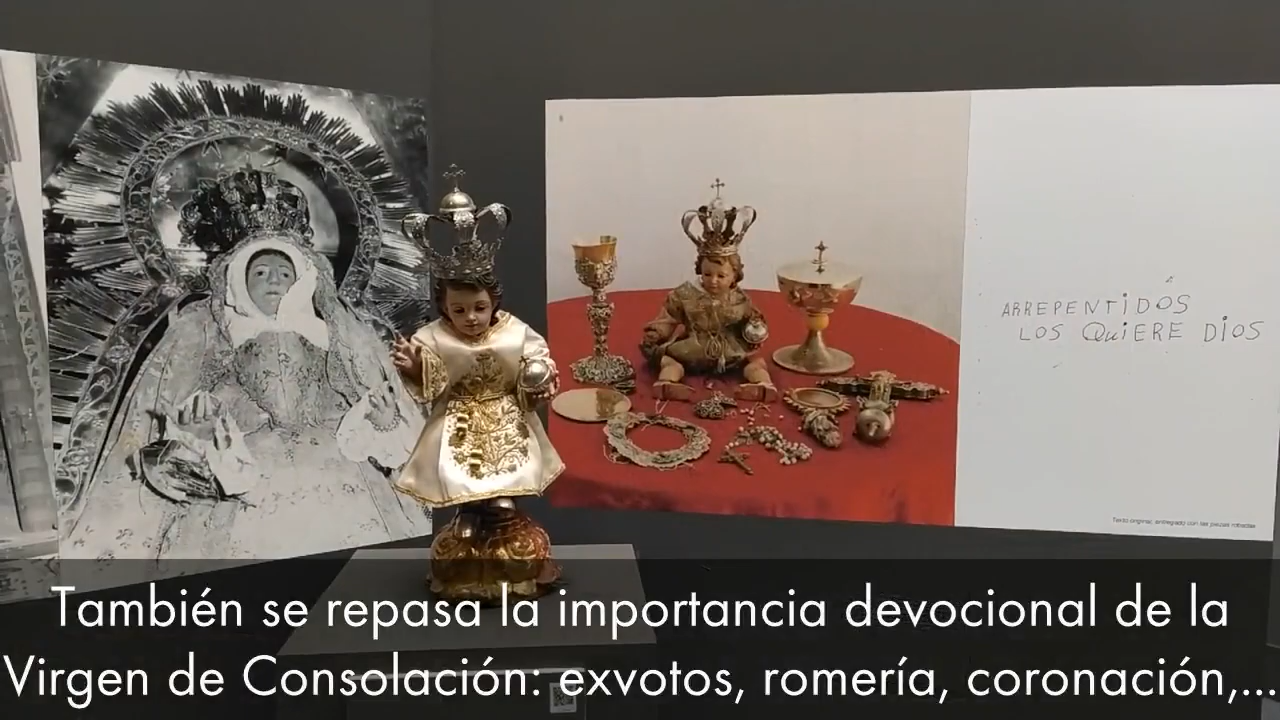 ARREPENTiDOS
LOS QuiERE DiOS
Texto original, entregado con las piezas robadas
También se repasa la importancia devocional de la
Virgen de Consolación: exvotos, romería, coronación,...